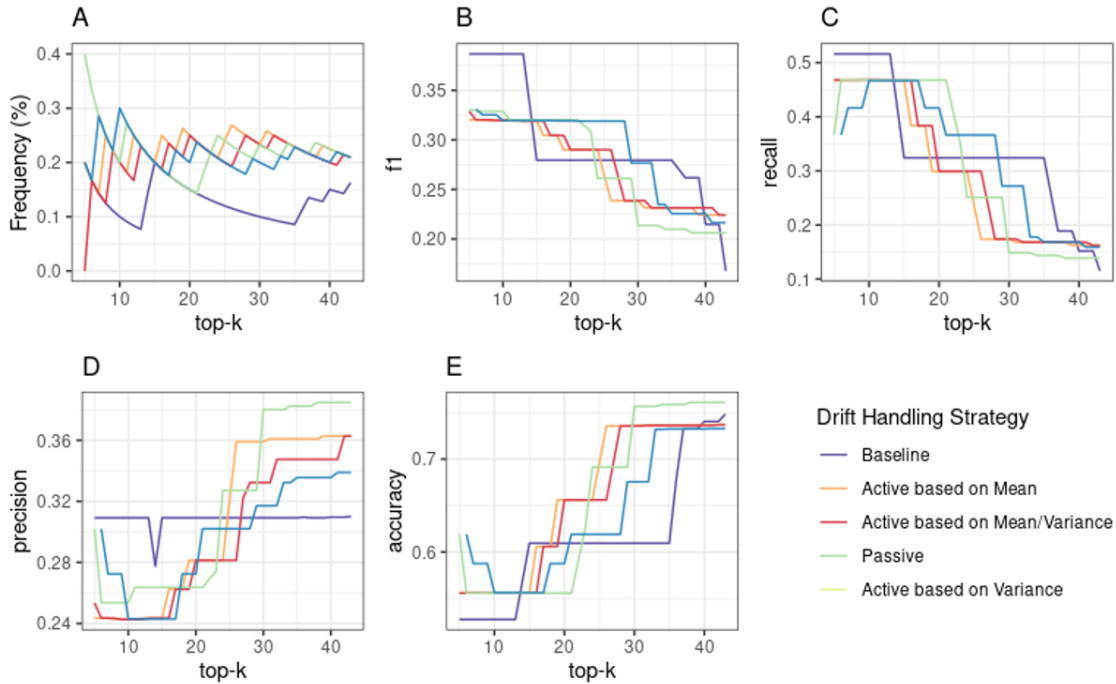 A
B
C
Frequency (%)
0.4
0.3
0.2
0.1
0.0
10 20 30 40
top-k
f1
0.35
0.30
0.25
0.20
10 20 30 40
top-k
recall
0.5
0.4
0.3
0.2
0.1
10 20 30 40
top-k
D
E
precision
0.36
0.32
0.28
0.24
10 20 30 40
top-k
accuracy
0.7
0.6
10 20 30 40
top-k
Drift Handling Strategy
Baseline
Active based on Mean
Active based on Mean/Variance
Passive
Active based on Variance